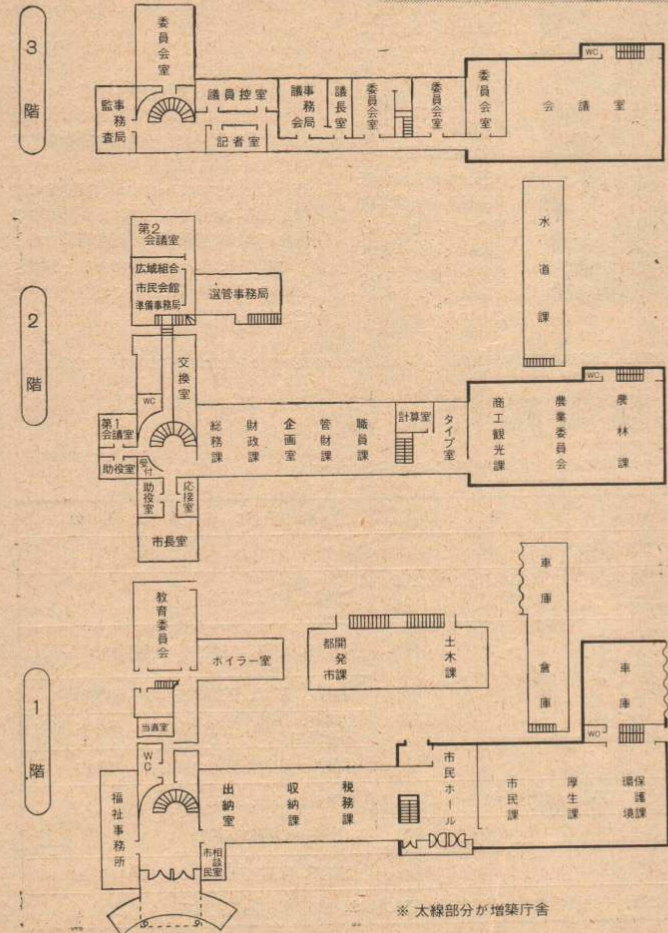 3階
委員会室
監査事務局
議員控室
記者室
議会事務局
議長室
委員会室
委員会室
委員会室
WC
会議室
2階
第2
会議室
広域組合
市民会館
準備事務局
選管事務局
水道課
交換室
WC
第1
会議室
助役室
受付
助役室
応接室
市長室
総務課
財政課
企画室
管財課
職員課
計算室
タイプ室
商工観光課
農業委員会
農林課
WC
1階
教育委員会
ボイラー室
当直室
都市開発課
土木課
車庫
倉庫
車庫
WC
WC
福祉事務所
出納室
収納課
税務課
市民ホール
市民課
厚生課
環境保護課
市民相談室
※ 太線部分が増築庁舎